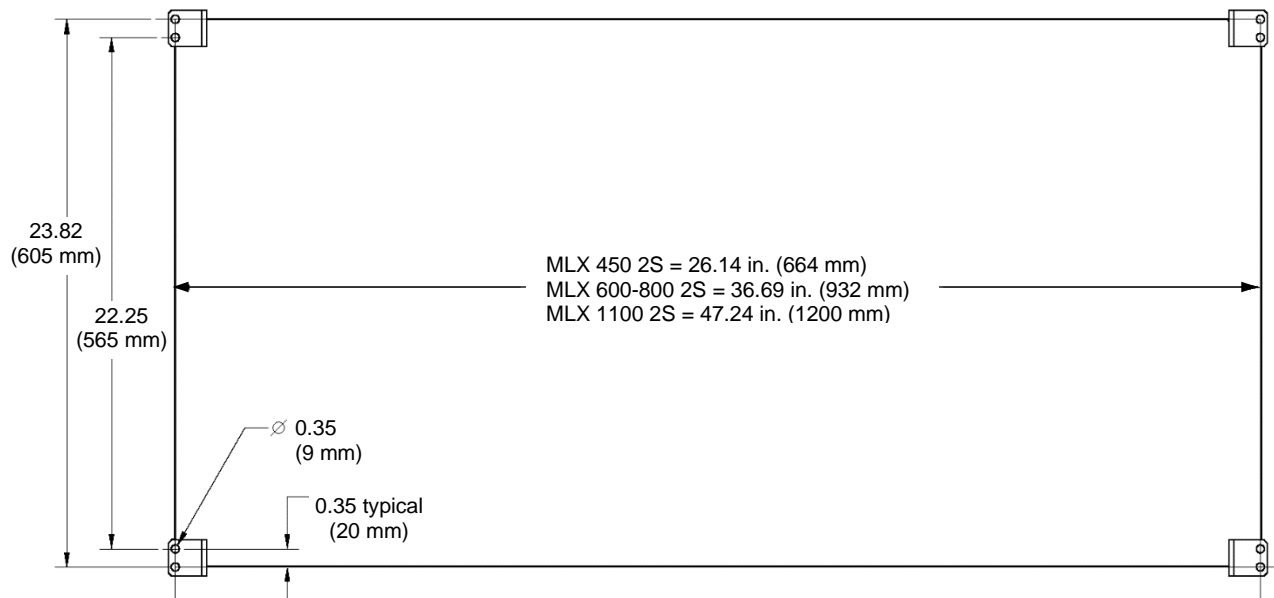 23.82
(605 mm)
22.25
(565 mm)
MLX 450 2S = 26.14 in. (664 mm)
MLX 600-800 2S = 36.69 in. (932 mm)
MLX 1100 2S = 47.24 in. (1200 mm)
∅ 0.35
(9 mm)
0.35 typical
(20 mm)